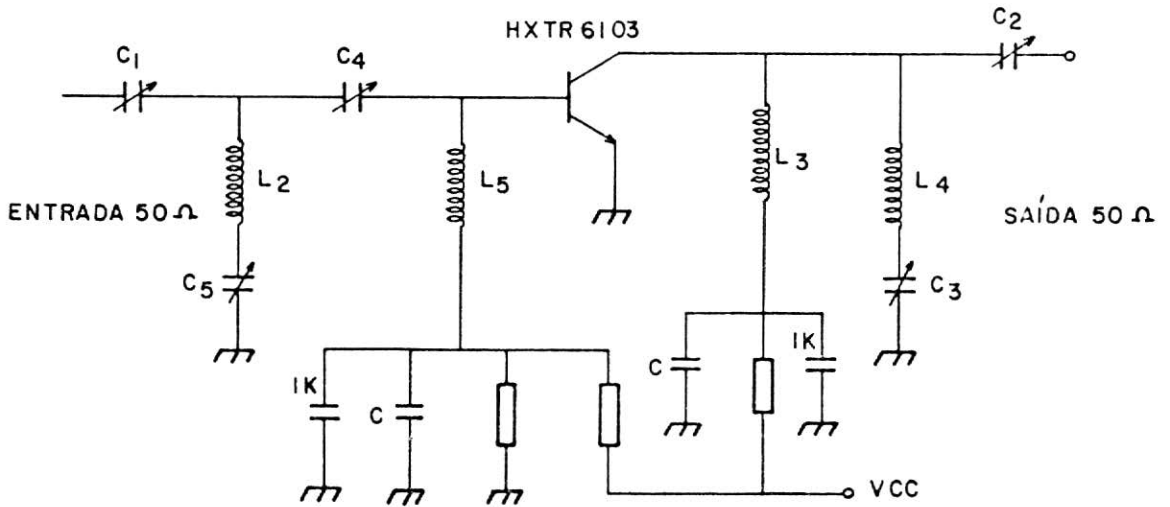 HXTR 6103
C2
C1
C4
L2
L5
L3
L4
ENTRADA 50 Ω
SAÍDA 50 Ω
C5
C3
1K
C
C
1K
VCC